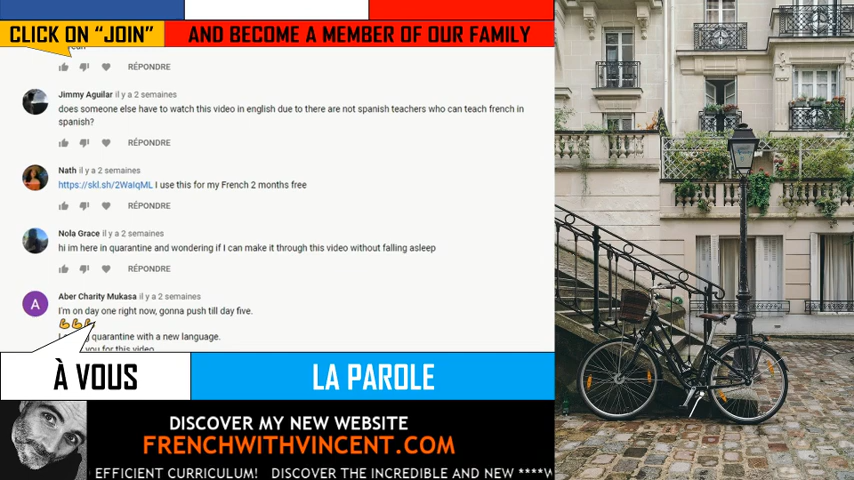 CLICK ON “JOIN”
AND BECOME A MEMBER OF OUR FAMILY
RÉPONDRE
Jimmy Aguilar il y a 2 semaines
does someone else have to watch this video in english due to there are not spanish teachers who can teach french in
spanish?
RÉPONDRE
Nath il y a 2 semaines
https://skl.sh/2WaIqML I use this for my French 2 months free
RÉPONDRE
Nola Grace il y a 2 semaines
hi im here in quarantine and wondering if I can make it through this video without falling asleep
RÉPONDRE
A
Aber Charity Mukasa il y a 2 semaines
I'm on day one right now, gonna push till day five.
quarantine with a new language.
you for this video
À VOUS
LA PAROLE
DISCOVER MY NEW WEBSITE
FRENCHWITHVINCENT.COM
EFFICIENT CURRICULUM! DISCOVER THE INCREDIBLE AND NEW ****